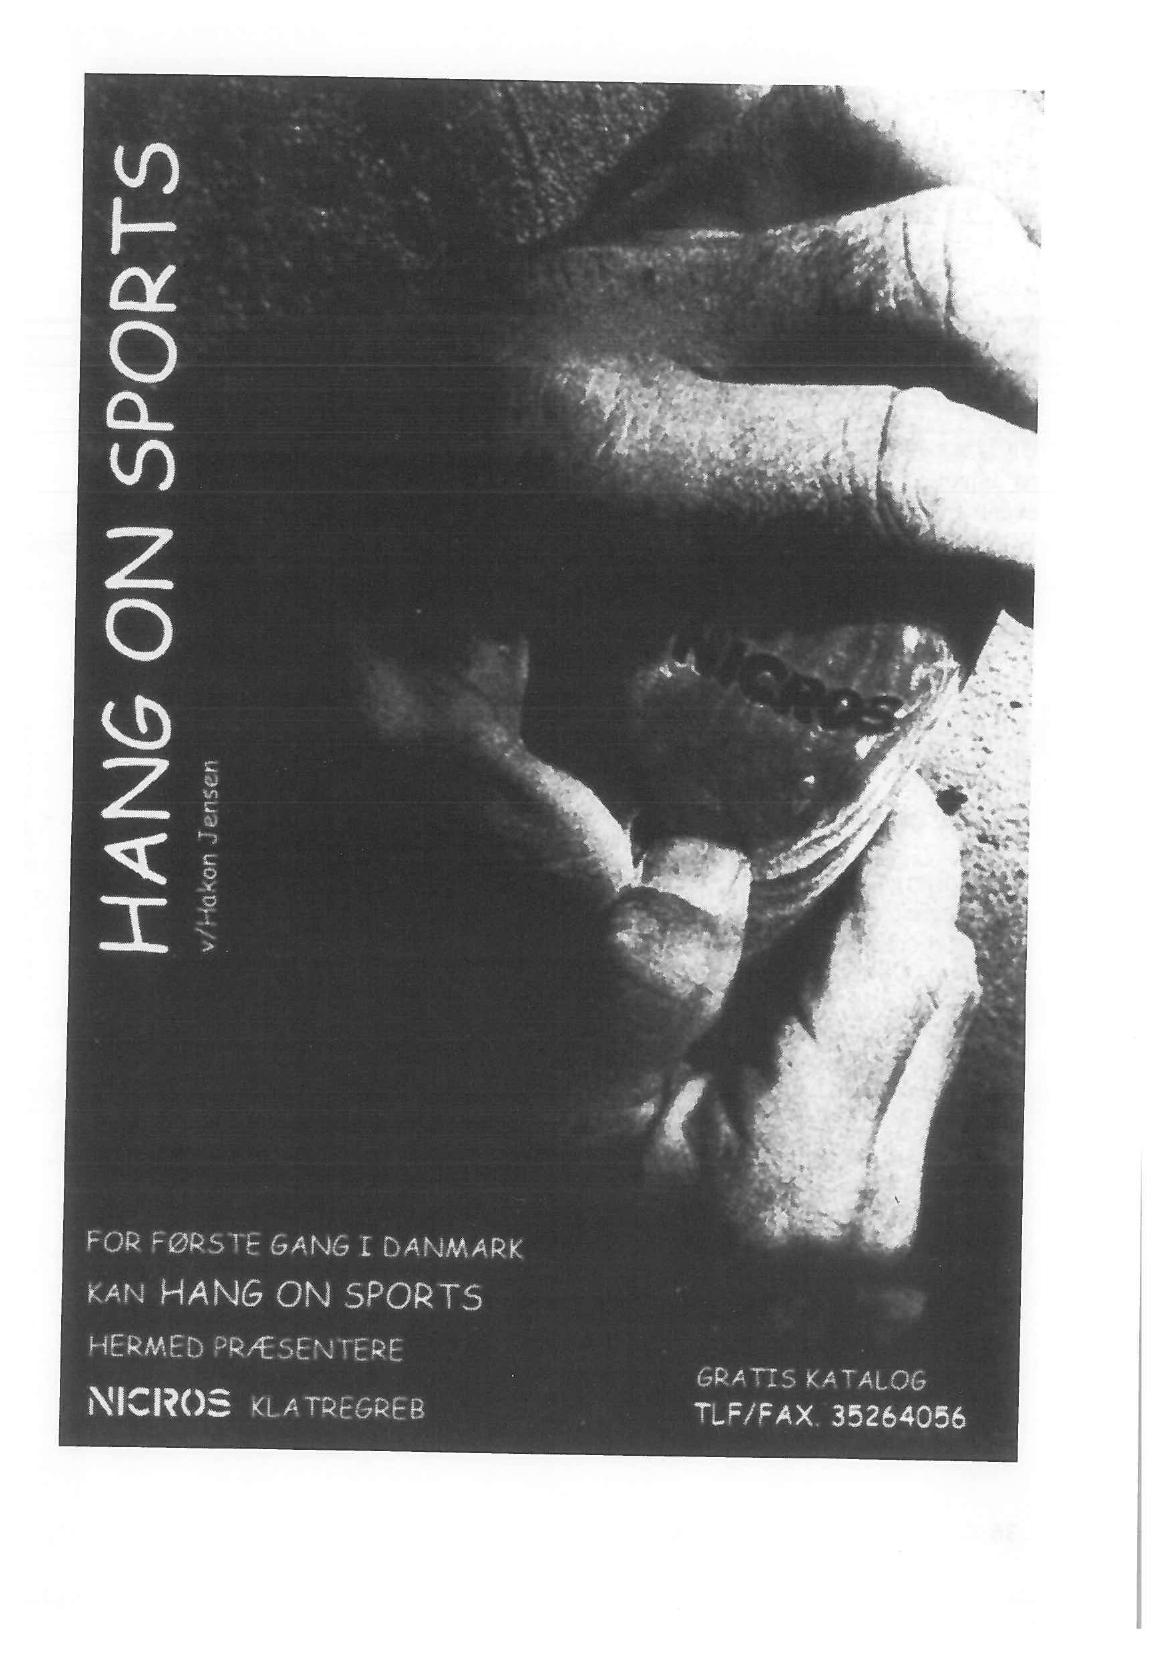 HANG ON SPORTS
v/Hakon Jensen
NICROS
FOR FØRSTE GANG I DANMARK
KAN HANG ON SPORTS
HERMED PRÆSENTERE
NICROS KLATREGREB
GRATIS KATALOG
TLF/FAX. 35264056